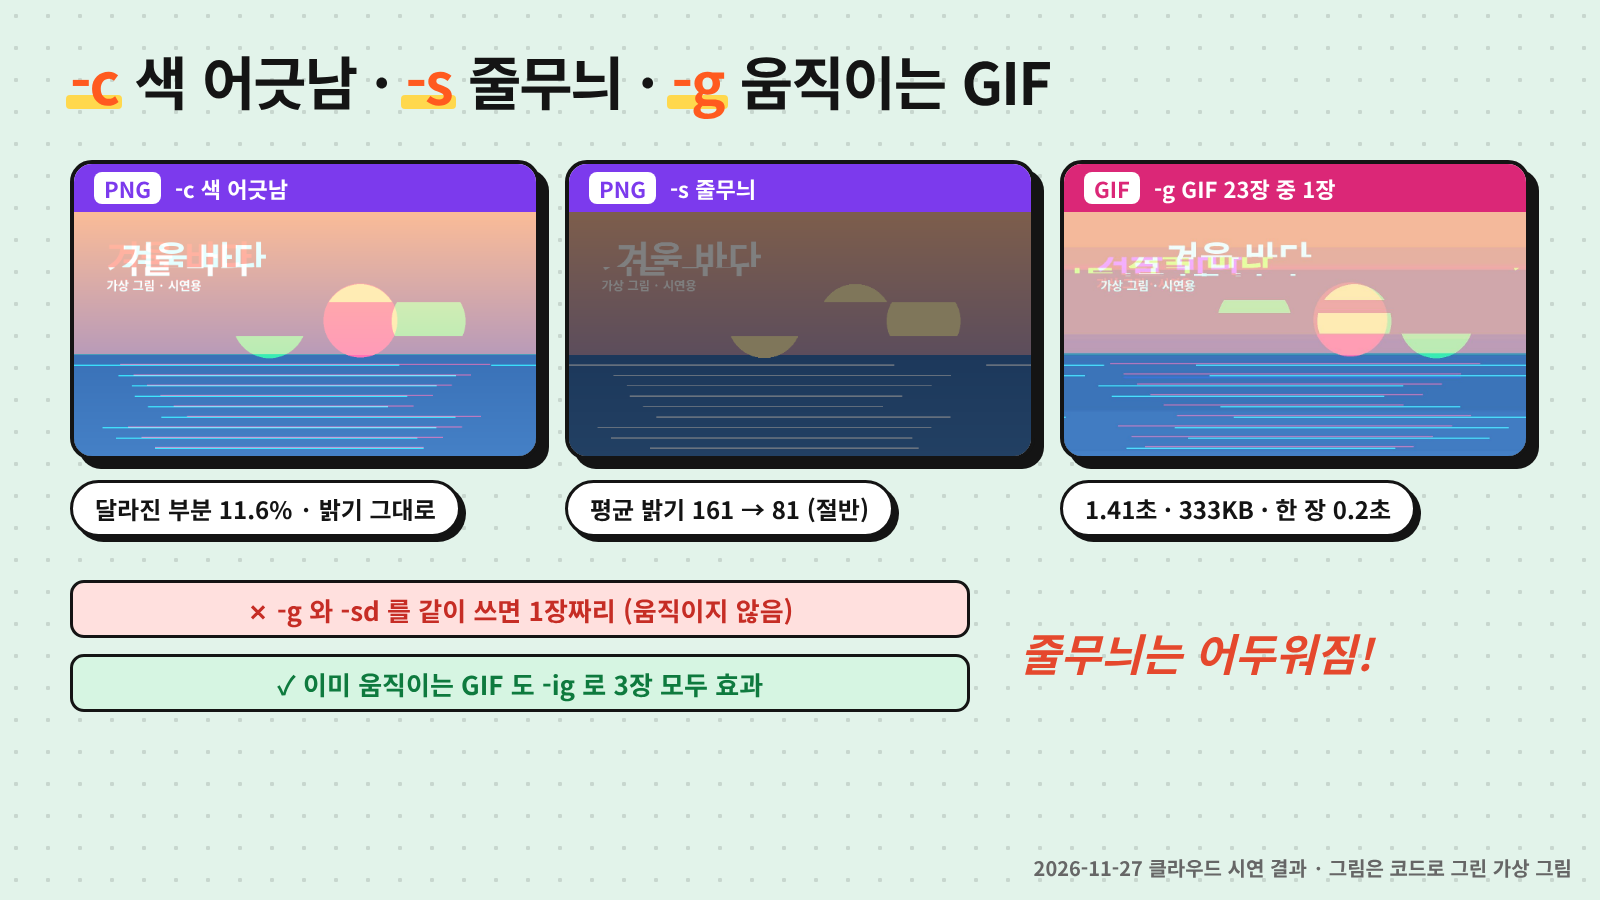 -c 색 어긋남 · -s 줄무늬 · -g 움직이는 GIF
PNG -c 색 어긋남
겨울 바다
가상 그림 · 시연용
PNG -s 줄무늬
겨울 바다
가상 그림 · 시연용
GIF -g GIF 23장 중 1장
겨울 바다
가상 그림 · 시연용
달라진 부분 11.6% · 밝기 그대로
평균 밝기 161 → 81 (절반)
1.41초 · 333KB · 한 장 0.2초
× -g 와 -sd 를 같이 쓰면 1장짜리 (움직이지 않음)
✓ 이미 움직이는 GIF 도 -ig 로 3장 모두 효과
줄무늬는 어두워짐!
2026-11-27 클라우드 시연 결과 · 그림은 코드로 그린 가상 그림